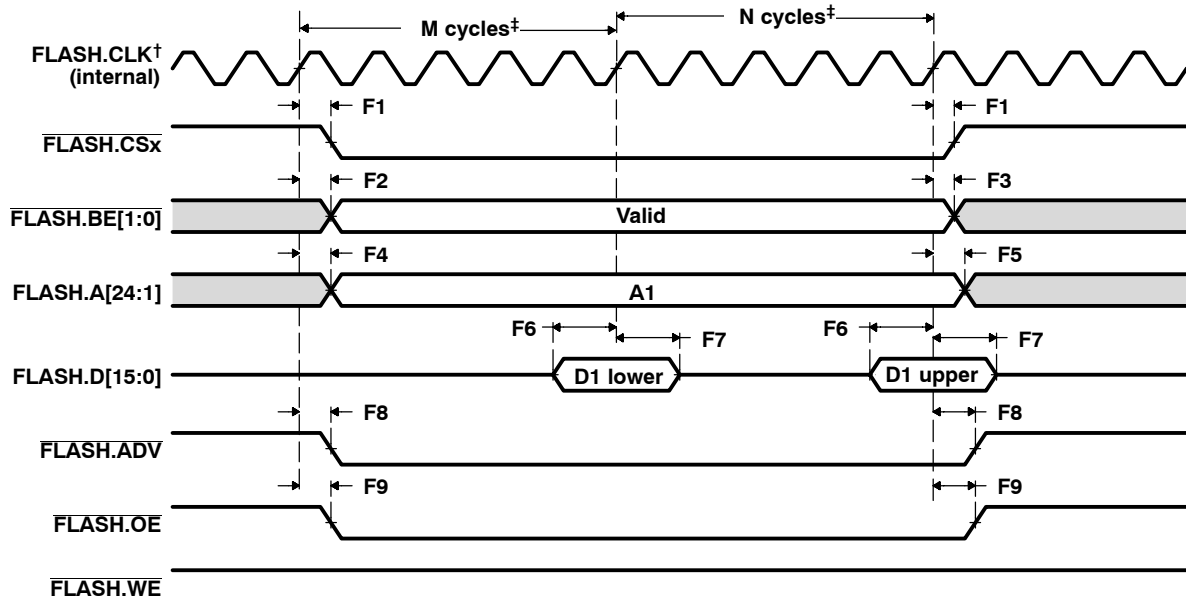 M cycles‡
N cycles‡
FLASH.CLK†
(internal)
F1
F1
FLASH.CSx
F2
F3
FLASH.BE[1:0]
Valid
F4
F5
FLASH.A[24:1]
A1
F6
F7
F6
F7
FLASH.D[15:0]
D1 lower
D1 upper
F8
F8
FLASH.ADV
F9
F9
FLASH.OE
FLASH.WE